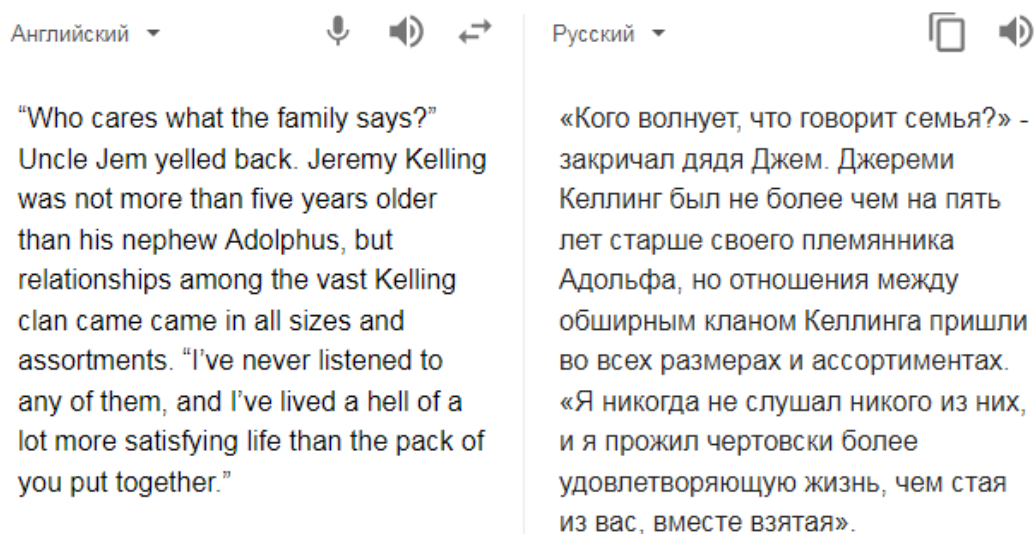 Английский
Русский
“Who cares what the family says?”
Uncle Jem yelled back. Jeremy Kelling
was not more than five years older
than his nephew Adolphus, but
relationships among the vast Kelling
clan came came in all sizes and
assortments. “I’ve never listened to
any of them, and I’ve lived a hell of a
lot more satisfying life than the pack of
you put together.”
«Кого волнует, что говорит семья?» -
закричал дядя Джем. Джереми
Келлинг был не более чем на пять
лет старше своего племянника
Адольфа, но отношения между
обширным кланом Келлинга пришли
во всех размерах и ассортиментах.
«Я никогда не слушал никого из них,
и я прожил чертовски более
удовлетворяющую жизнь, чем стая
из вас, вместе взятая».